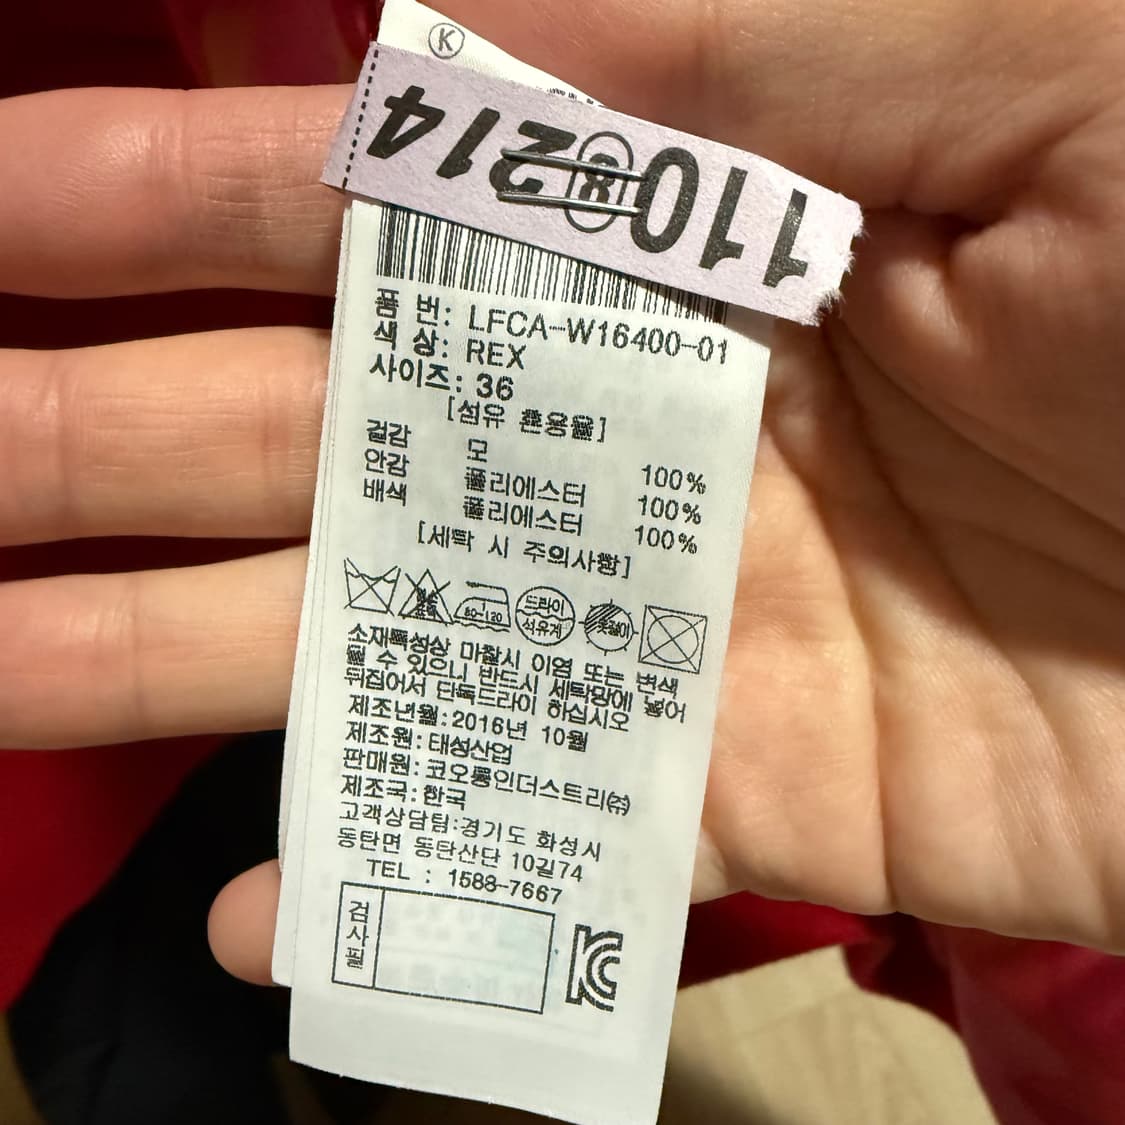 K
110⑧214
품 번: LFCA-W16400-01
색 상: REX
사이즈: 36
[섬유 혼용율]
겉감 모 100%
안감 폴리에스터 100%
배색 폴리에스터 100%
[세탁 시 주의사항]
80~120
드라이
석유계
옷걸이
소재특성상 마찰시 이염 또는 변색
될 수 있으니 반드시 세탁망에 넣어
뒤집어서 단독드라이 하십시오
제조년월:2016년 10월
제조원:태성산업
판매원:코오롱인더스트리㈜
제조국:한국
고객상담팀:경기도 화성시
동탄면 동탄산단 10길74
TEL : 1588-7667
검사필
KC